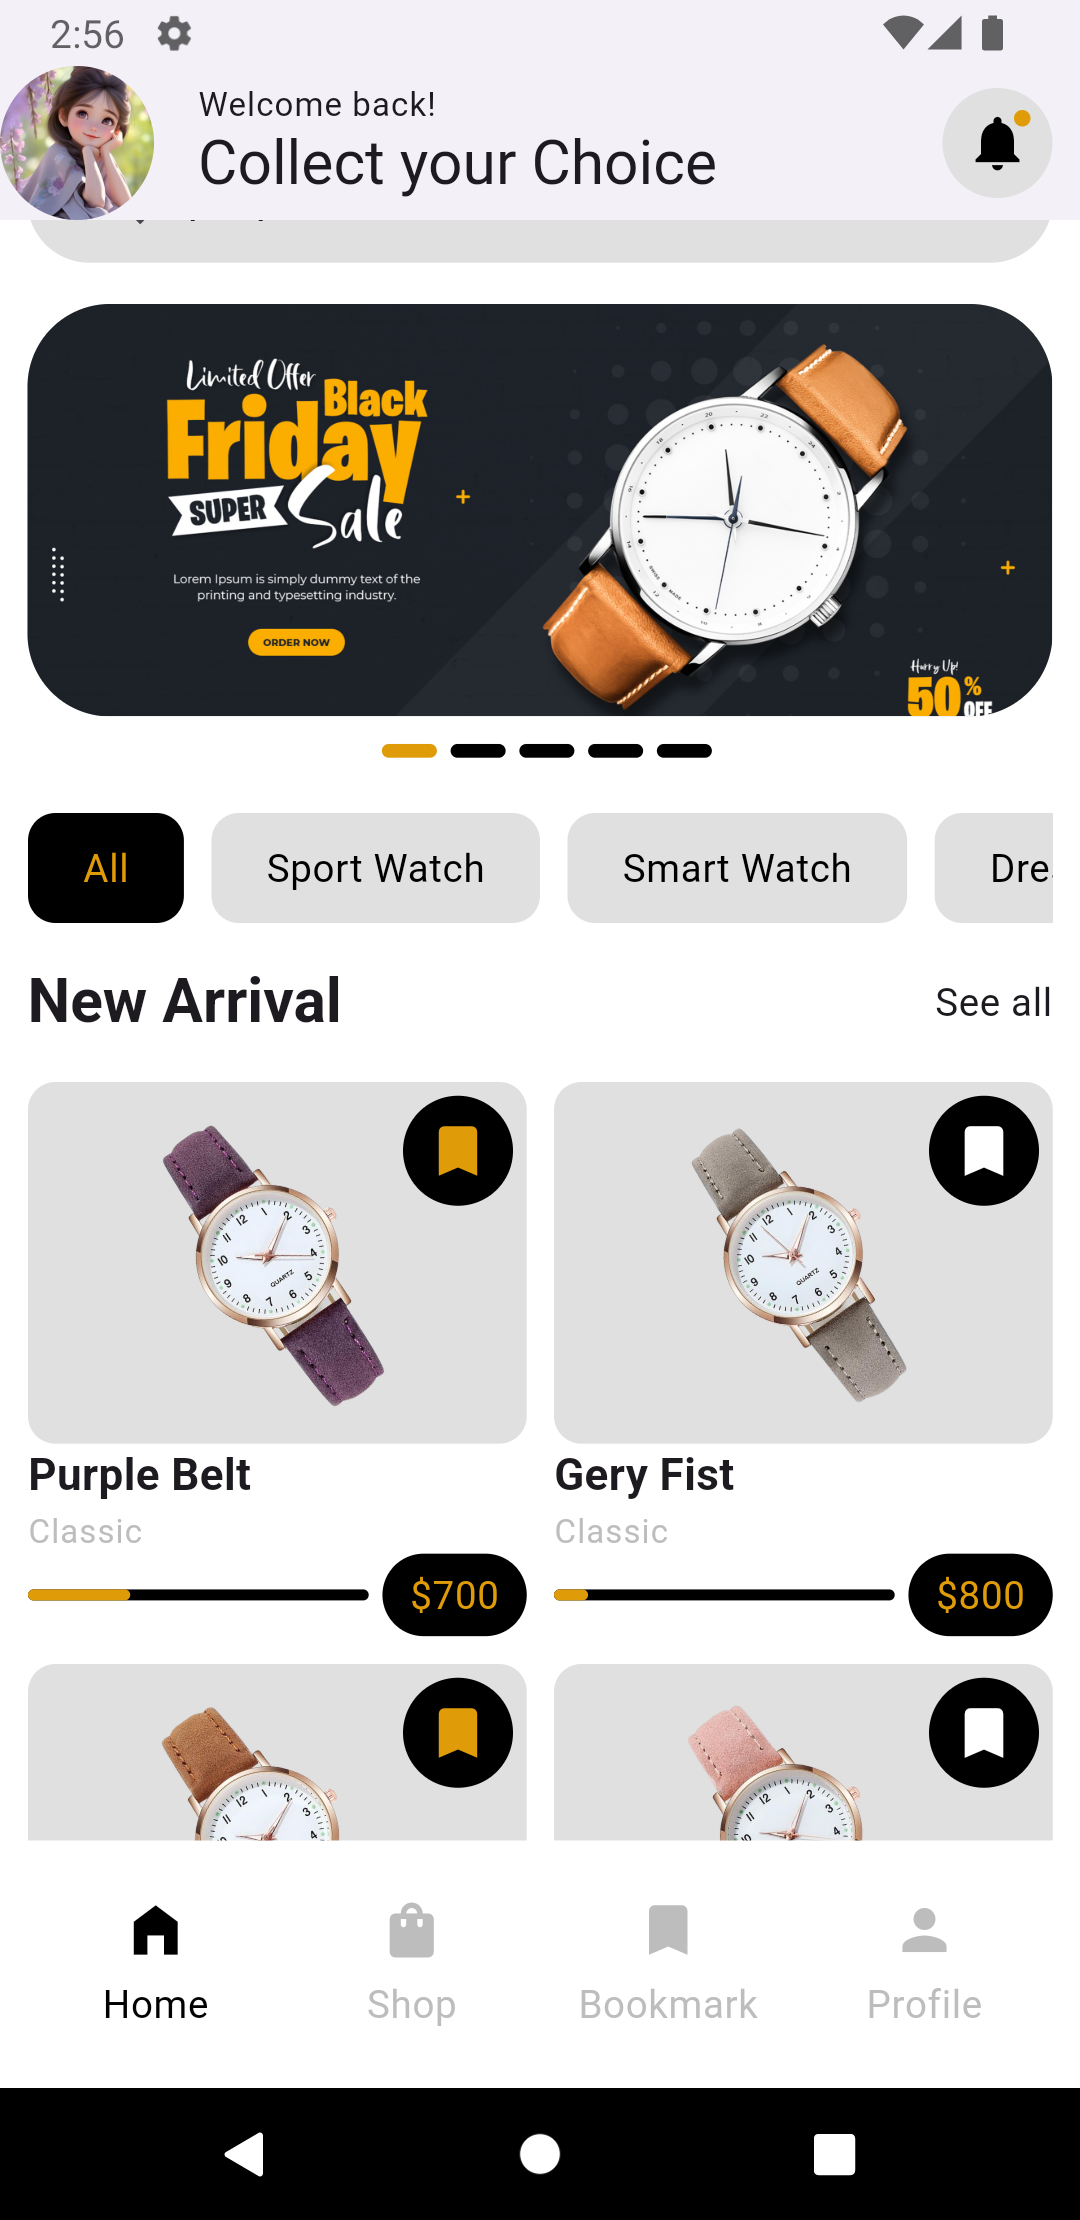 2:56
Welcome back!
Collect your Choice
Limited Offer
Black
Friday
SUPER
Sale
Lorem Ipsum is simply dummy text of the
printing and typesetting industry.
ORDER NOW
Hurry Up!
50%
OFF
All
Sport Watch
Smart Watch
Dre
New Arrival
See all
QUARTZ
QUARTZ
Purple Belt
Gery Fist
Classic
Classic
$700
$800
Home
Shop
Bookmark
Profile